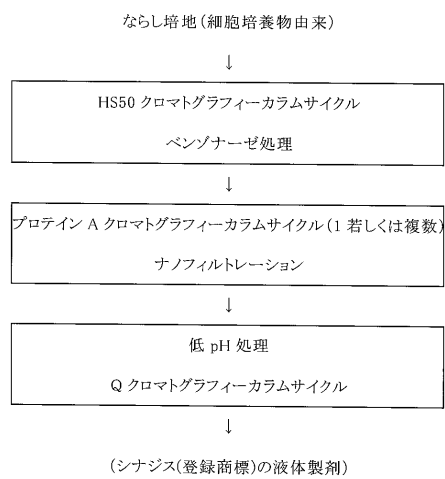 ならし培地(細胞培養物由来)
↓
HS50 クロマトグラフィーカラムサイクル
ベンゾナーゼ処理
↓
プロテイン A クロマトグラフィーカラムサイクル(1 若しくは複数)
ナノフィルトレーション
↓
低 pH 処理
Q クロマトグラフィーカラムサイクル
↓
(シナジス(登録商標)の液体製剤)